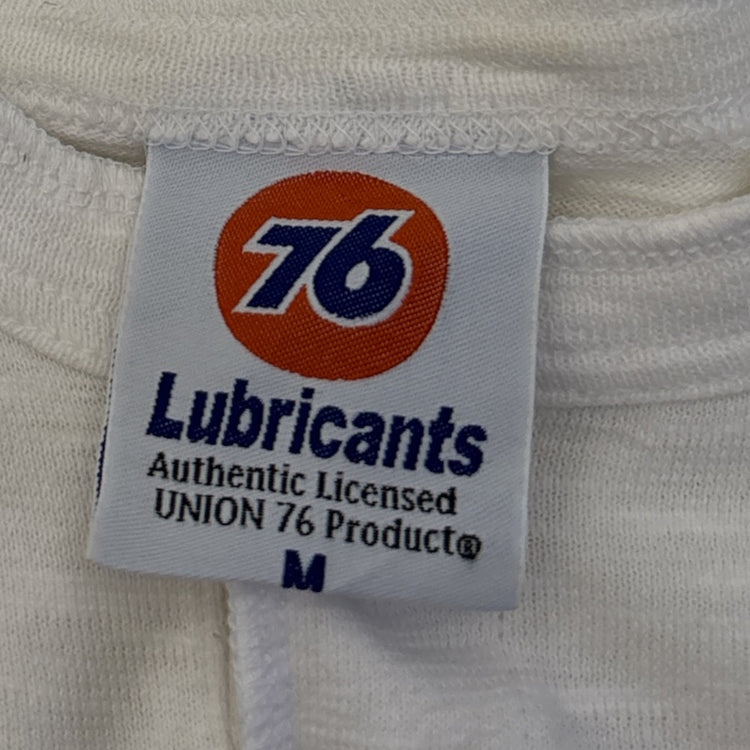 76
Lubricants
Authentic Licensed
UNION 76 Product®
M